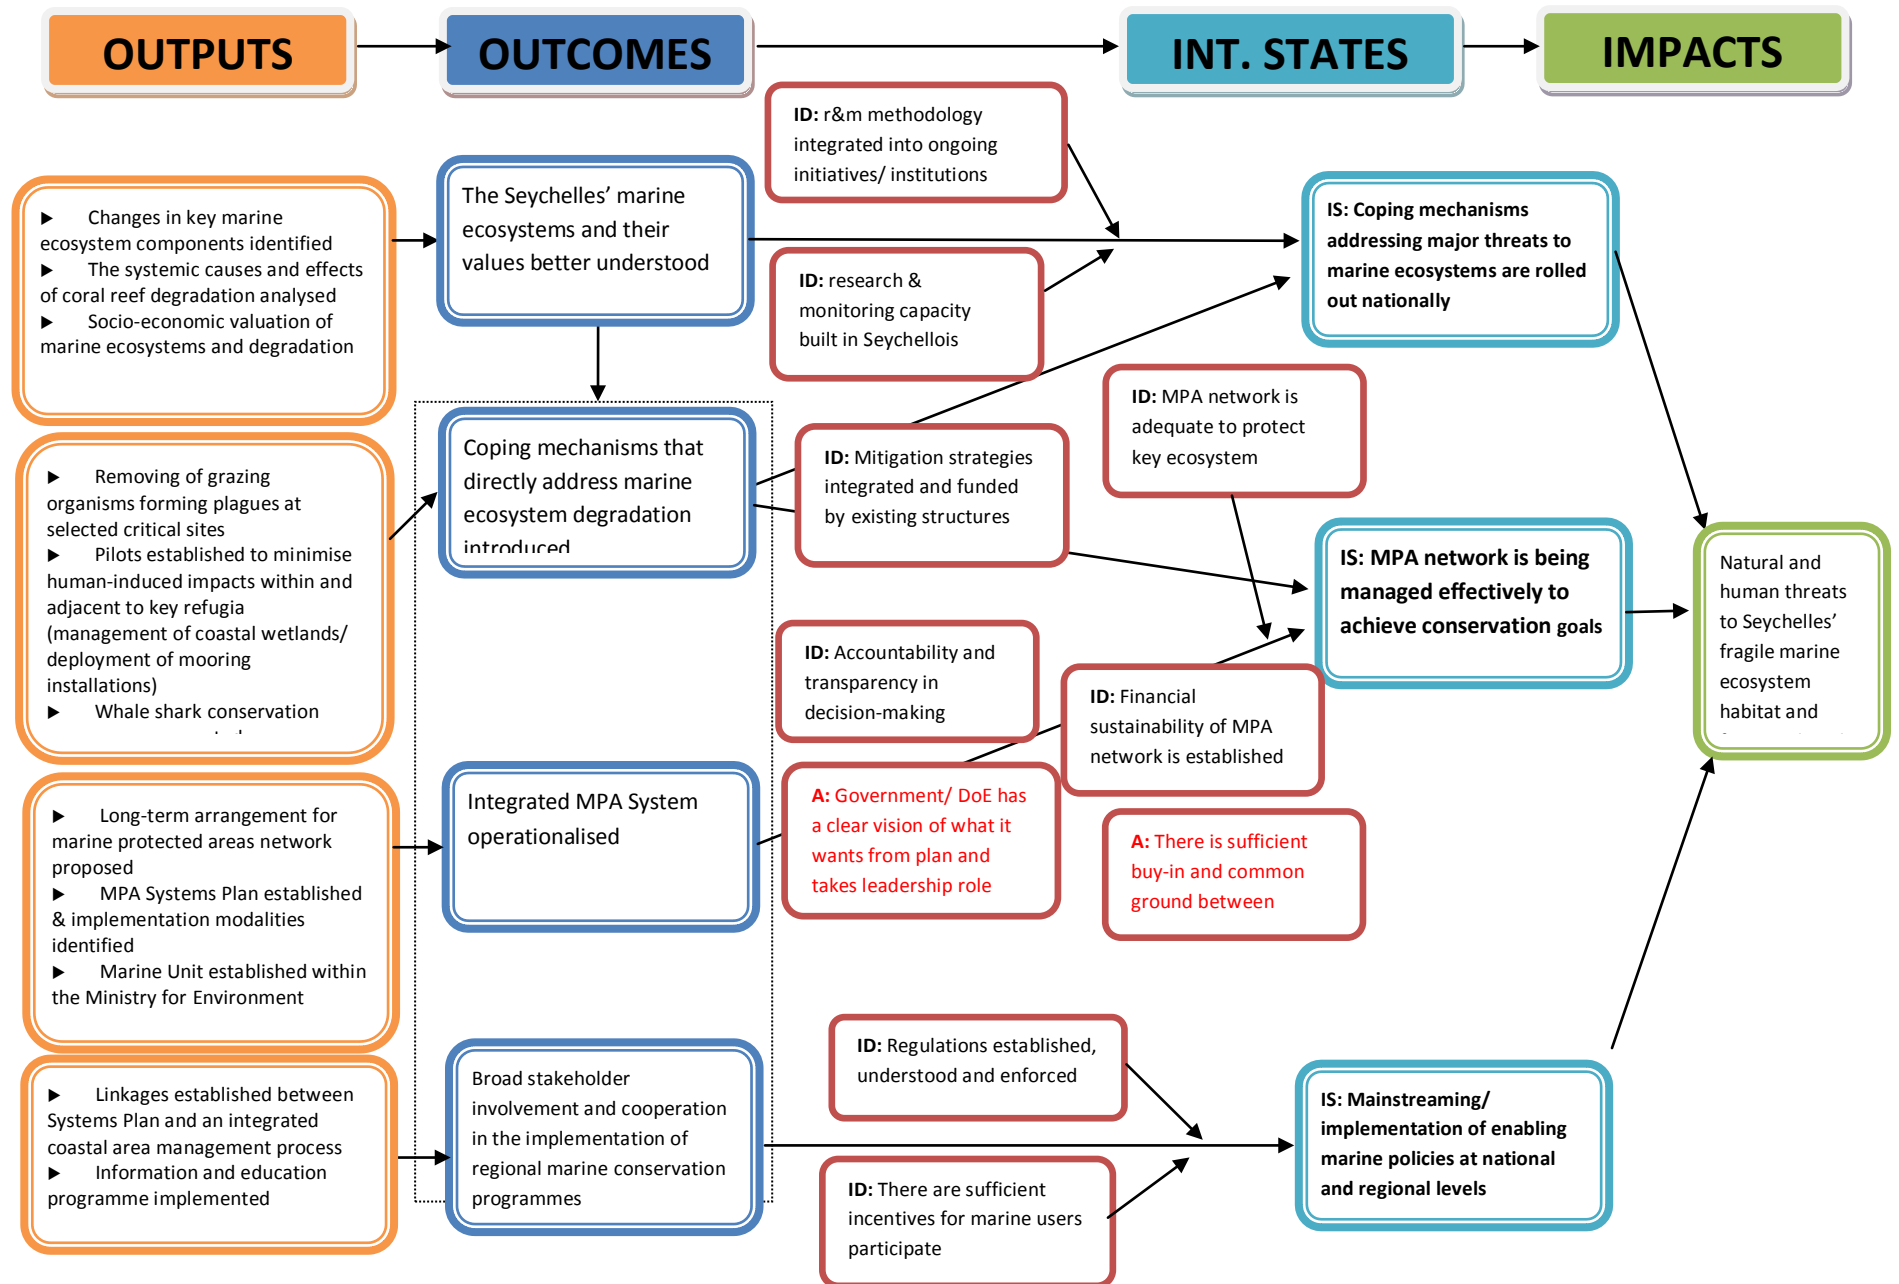 OUTPUTS
OUTCOMES
INT. STATES
IMPACTS
▶ Changes in key marine
ecosystem components identified
▶ The systemic causes and effects
of coral reef degradation analysed
▶ Socio-economic valuation of
marine ecosystems and degradation
▶ Removing of grazing
organisms forming plagues at
selected critical sites
▶ Pilots established to minimise
human-induced impacts within and
adjacent to key refugia
(management of coastal wetlands/
deployment of mooring
installations)
▶ Whale shark conservation
▶ Long-term arrangement for
marine protected areas network
proposed
▶ MPA Systems Plan established
& implementation modalities
identified
▶ Marine Unit established within
the Ministry for Environment
▶ Linkages established between
Systems Plan and an integrated
coastal area management process
▶ Information and education
programme implemented
The Seychelles’ marine
ecosystems and their
values better understood
Coping mechanisms that
directly address marine
ecosystem degradation
introduced
Integrated MPA System
operationalised
Broad stakeholder
involvement and cooperation
in the implementation of
regional marine conservation
programmes
ID: r&m methodology
integrated into ongoing
initiatives/ institutions
ID: research &
monitoring capacity
built in Seychellois
ID: Mitigation strategies
integrated and funded
by existing structures
ID: MPA network is
adequate to protect
key ecosystem
ID: Accountability and
transparency in
decision-making
ID: Financial
sustainability of MPA
network is established
A: Government/ DoE has
a clear vision of what it
wants from plan and
takes leadership role
A: There is sufficient
buy-in and common
ground between
ID: Regulations established,
understood and enforced
ID: There are sufficient
incentives for marine users
participate
IS: Coping mechanisms
addressing major threats to
marine ecosystems are rolled
out nationally
IS: MPA network is being
managed effectively to
achieve conservation goals
IS: Mainstreaming/
implementation of enabling
marine policies at national
and regional levels
Natural and
human threats
to Seychelles’
fragile marine
ecosystem
habitat and